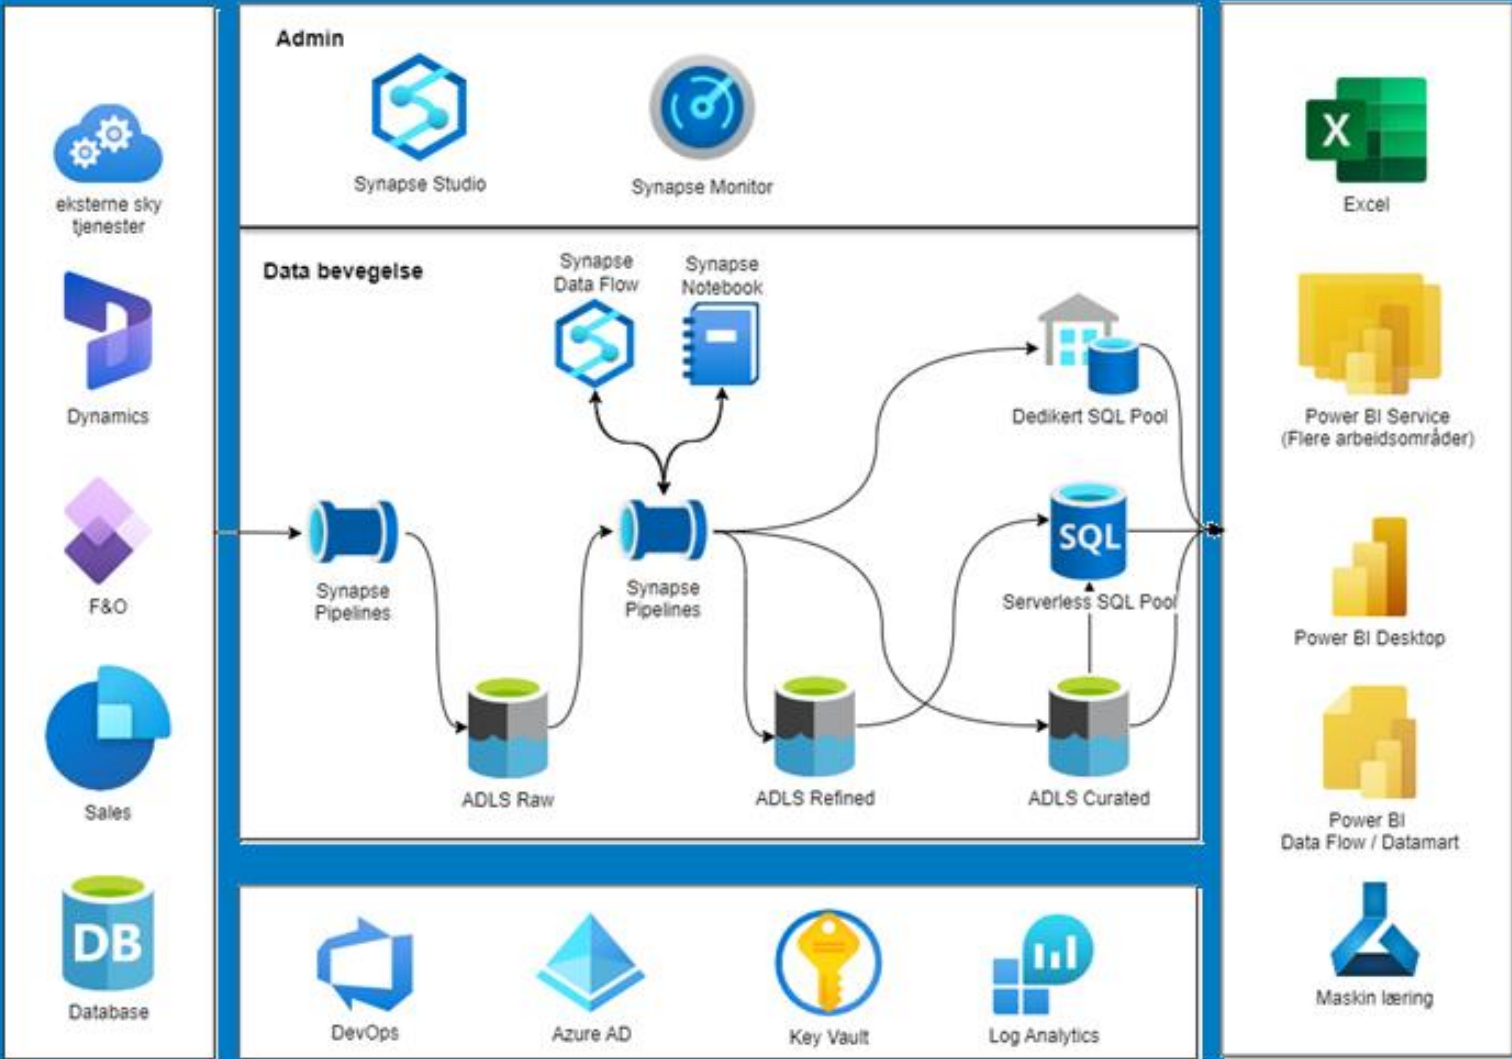 eksterne sky
tjenester
Dynamics
F&O
Sales
DB
Database
Admin
Synapse Studio
Synapse Monitor
Data bevegelse
Synapse
Data Flow
Synapse
Notebook
Dedikert SQL Pool
Synapse
Pipelines
Synapse
Pipelines
SQL
Serverless SQL Pool
ADLS Raw
ADLS Refined
ADLS Curated
DevOps
Azure AD
Key Vault
Log Analytics
X
Excel
Power BI Service
(Flere arbeidsområder)
Power BI Desktop
Power BI
Data Flow / Datamart
Maskin læring